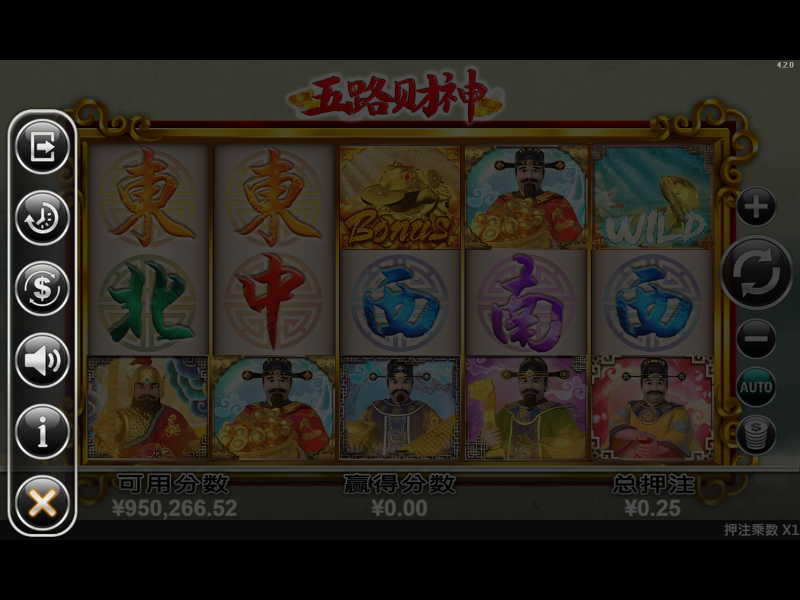 4.2.0
五路财神
東 東 Bonus WILD
北 中 西 南 西
AUTO
可用分数 赢得分数 总押注
¥950,266.52 ¥0.00 ¥0.25
押注乘数 X1